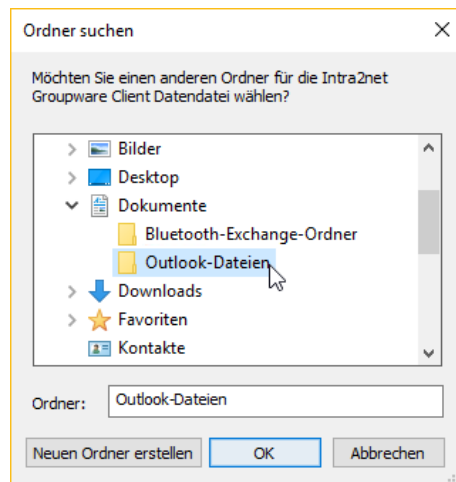 Ordner suchen
Möchten Sie einen anderen Ordner für die Intra2net
Groupware Client Datendatei wählen?
Bilder
Desktop
Dokumente
Bluetooth-Exchange-Ordner
Outlook-Dateien
Downloads
Favoriten
Kontakte
Ordner: Outlook-Dateien
Neuen Ordner erstellen OK Abbrechen